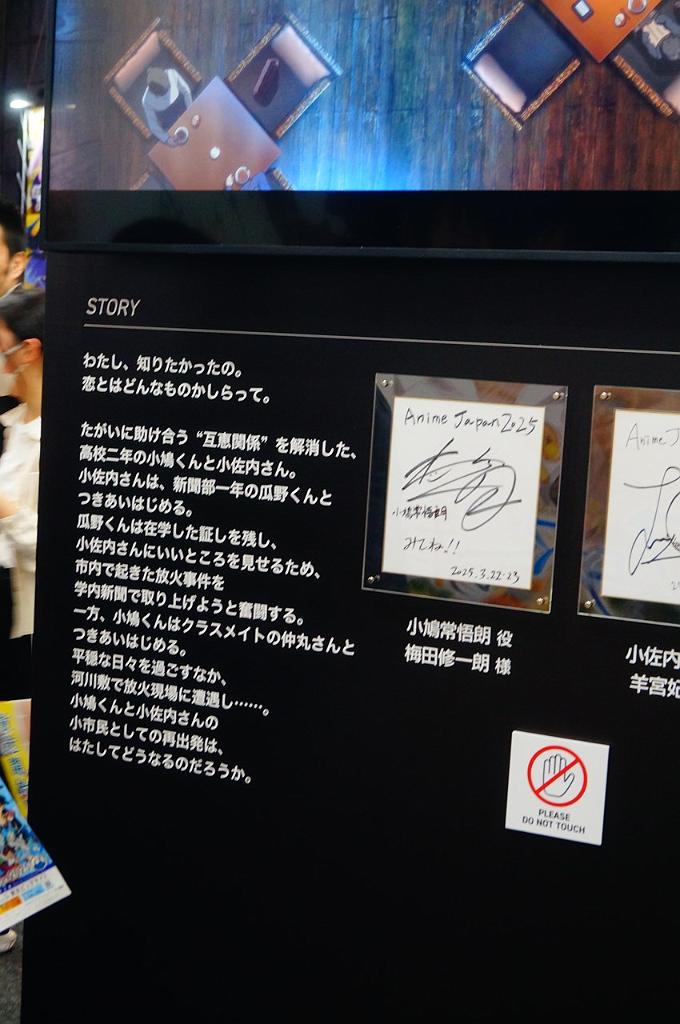 STORY
わたし、知りたかったの。
恋とはどんなものかしらって。
たがいに助け合う“互恵関係”を解消した、
高校二年の小鳩くんと小佐内さん。
小佐内さんは、新聞部一年の瓜野くんと
つきあいはじめる。
瓜野くんは在学した証しを残し、
小佐内さんにいいところを見せるため、
市内で起きた放火事件を
学内新聞で取り上げようと奮闘する。
一方、小鳩くんはクラスメイトの仲丸さんと
つきあいはじめる。
平穏な日々を過ごすなか、
河川敷で放火現場に遭遇し……。
小鳩くんと小佐内さんの
小市民としての再出発は、
はたしてどうなるのだろうか。
Anime Japan 2025
小鳩常悟朗
みてね!!
2025.3.22-23
小鳩常悟朗 役
梅田修一朗 様
Anime J
小佐内
羊宮妃
PLEASE
DO NOT TOUCH